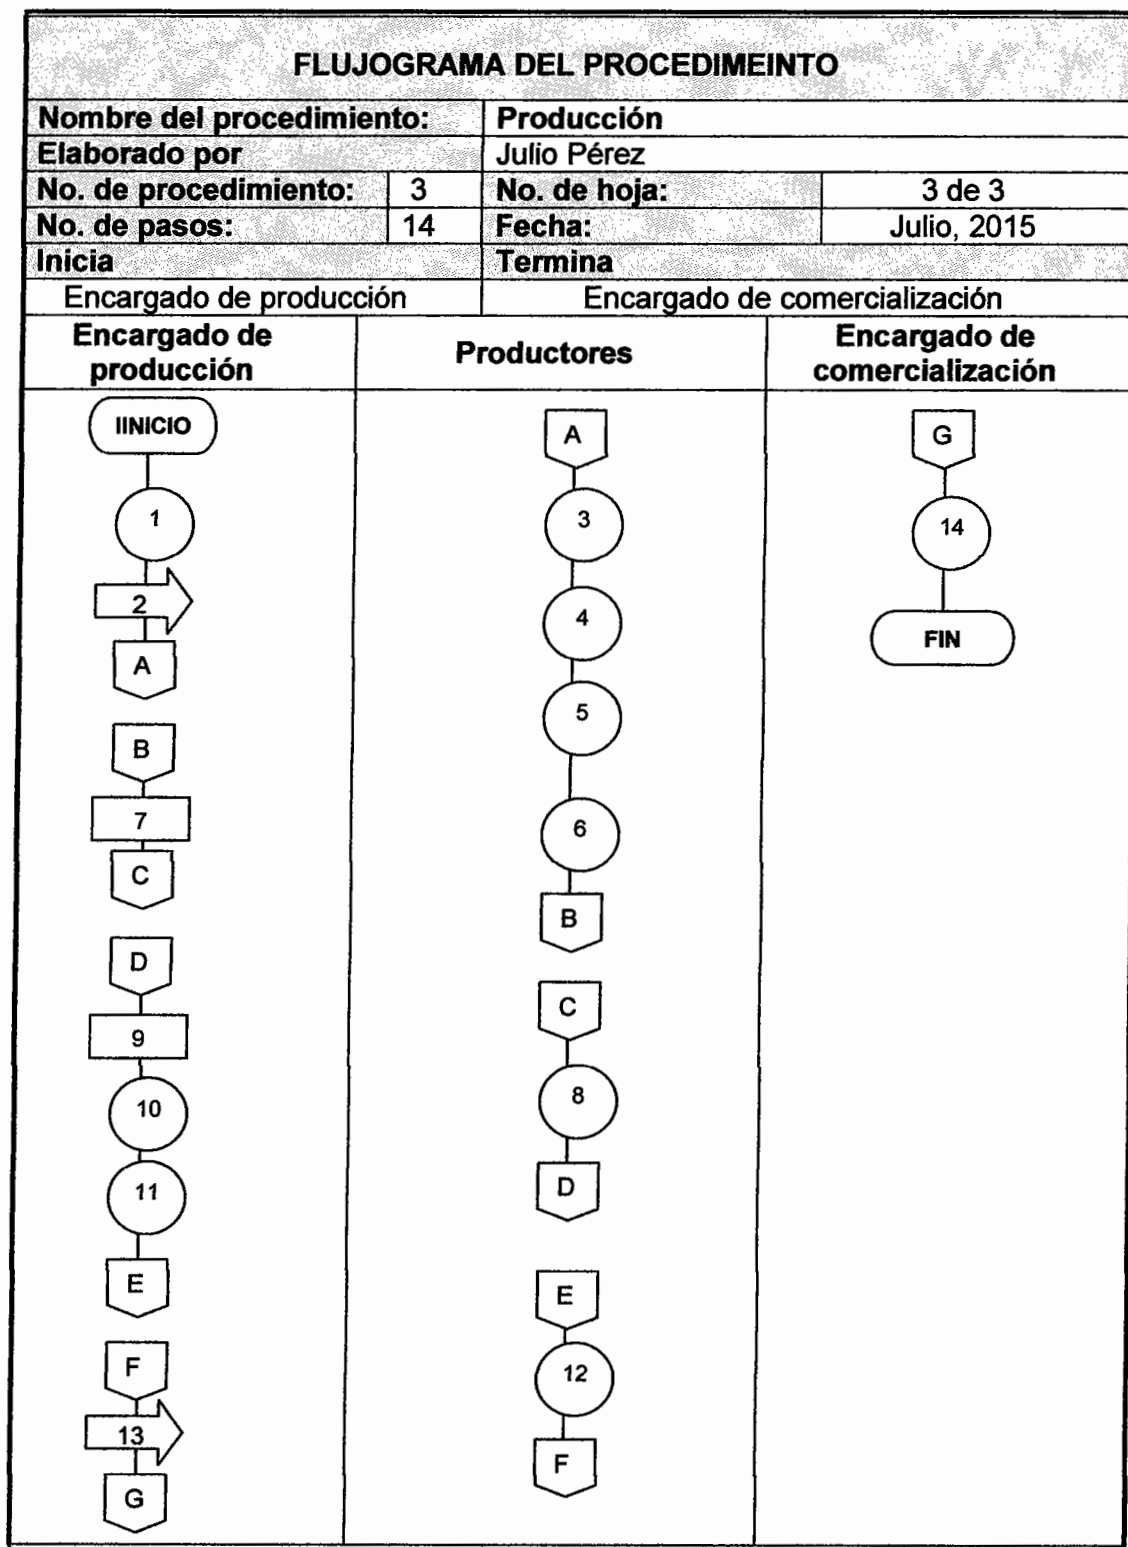 FLUJOGRAMA DEL PROCEDIMEINTO
Nombre del procedimiento: Producción
Elaborado por Julio Pérez
No. de procedimiento: 3 No. de hoja: 3 de 3
No. de pasos: 14 Fecha: Julio, 2015
Inicia Termina
Encargado de producción Encargado de comercialización
Encargado de
producción
Productores
Encargado de
comercialización
IINICIO
1
2
A
B
7
C
D
9
10
11
E
F
13
G
A
3
4
5
6
B
C
8
D
E
12
F
G
14
FIN